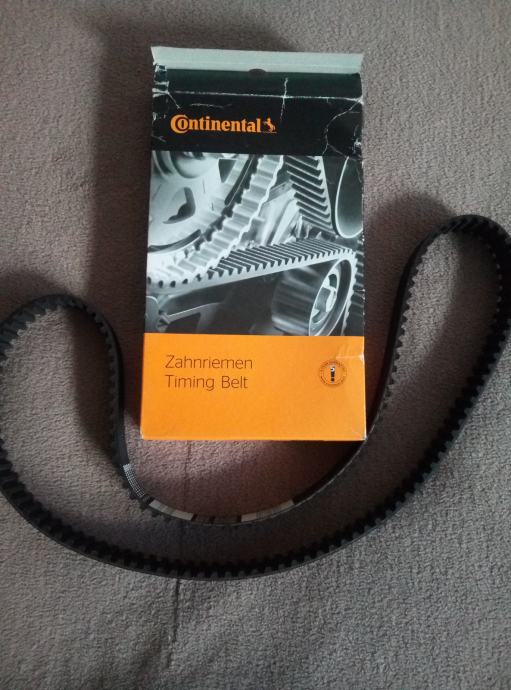 Continental
Zahnriemen
Timing Belt